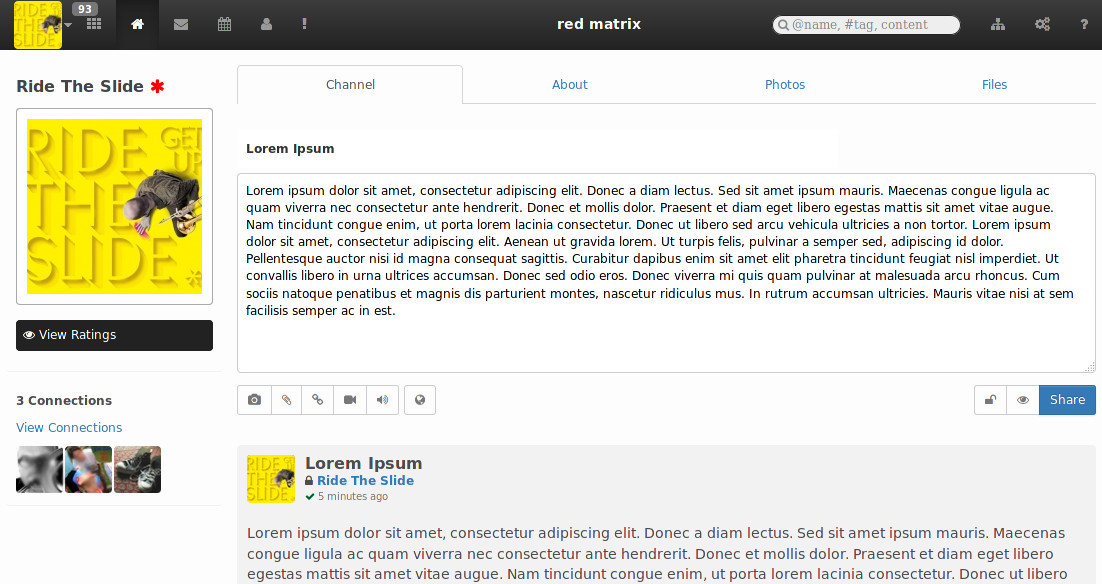 93
red matrix
@name, #tag, content
?
Ride The Slide
Channel
About
Photos
Files
RIDE
GET
UP
THE
SLIDE
View Ratings
3 Connections
View Connections
Lorem Ipsum
Lorem ipsum dolor sit amet, consectetur adipiscing elit. Donec a diam lectus. Sed sit amet ipsum mauris. Maecenas congue ligula ac
quam viverra nec consectetur ante hendrerit. Donec et mollis dolor. Praesent et diam eget libero egestas mattis sit amet vitae augue.
Nam tincidunt congue enim, ut porta lorem lacinia consectetur. Donec ut libero sed arcu vehicula ultricies a non tortor. Lorem ipsum
dolor sit amet, consectetur adipiscing elit. Aenean ut gravida lorem. Ut turpis felis, pulvinar a semper sed, adipiscing id dolor.
Pellentesque auctor nisi id magna consequat sagittis. Curabitur dapibus enim sit amet elit pharetra tincidunt feugiat nisl imperdiet. Ut
convallis libero in urna ultrices accumsan. Donec sed odio eros. Donec viverra mi quis quam pulvinar at malesuada arcu rhoncus. Cum
sociis natoque penatibus et magnis dis parturient montes, nascetur ridiculus mus. In rutrum accumsan ultricies. Mauris vitae nisi at sem
facilisis semper ac in est.
Share
RIDE
THE
SLIDE
Lorem Ipsum
Ride The Slide
5 minutes ago
Lorem ipsum dolor sit amet, consectetur adipiscing elit. Donec a diam lectus. Sed sit amet ipsum mauris. Maecenas
congue ligula ac quam viverra nec consectetur ante hendrerit. Donec et mollis dolor. Praesent et diam eget libero
egestas mattis sit amet vitae augue. Nam tincidunt congue enim, ut porta lorem lacinia consectetur. Donec ut libero